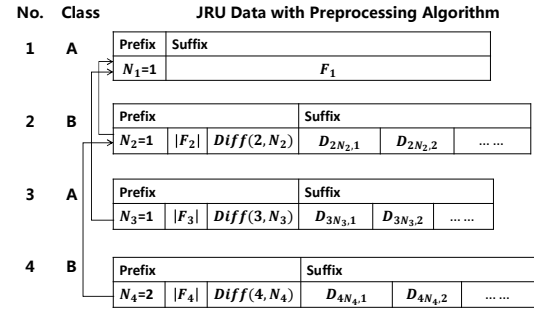 No. Class JRU Data with Preprocessing Algorithm
1 A
Prefix Suffix
N₁=1 F₁
2 B
Prefix Suffix
N₂=1 |F₂| Diff(2, N₂) D₂N₂,₁ D₂N₂,₂ ... ...
3 A
Prefix Suffix
N₃=1 |F₃| Diff(3, N₃) D₃N₃,₁ D₃N₃,₂ ... ...
4 B
Prefix Suffix
N₄=2 |F₄| Diff(4, N₄) D₄N₄,₁ D₄N₄,₂ ... ...